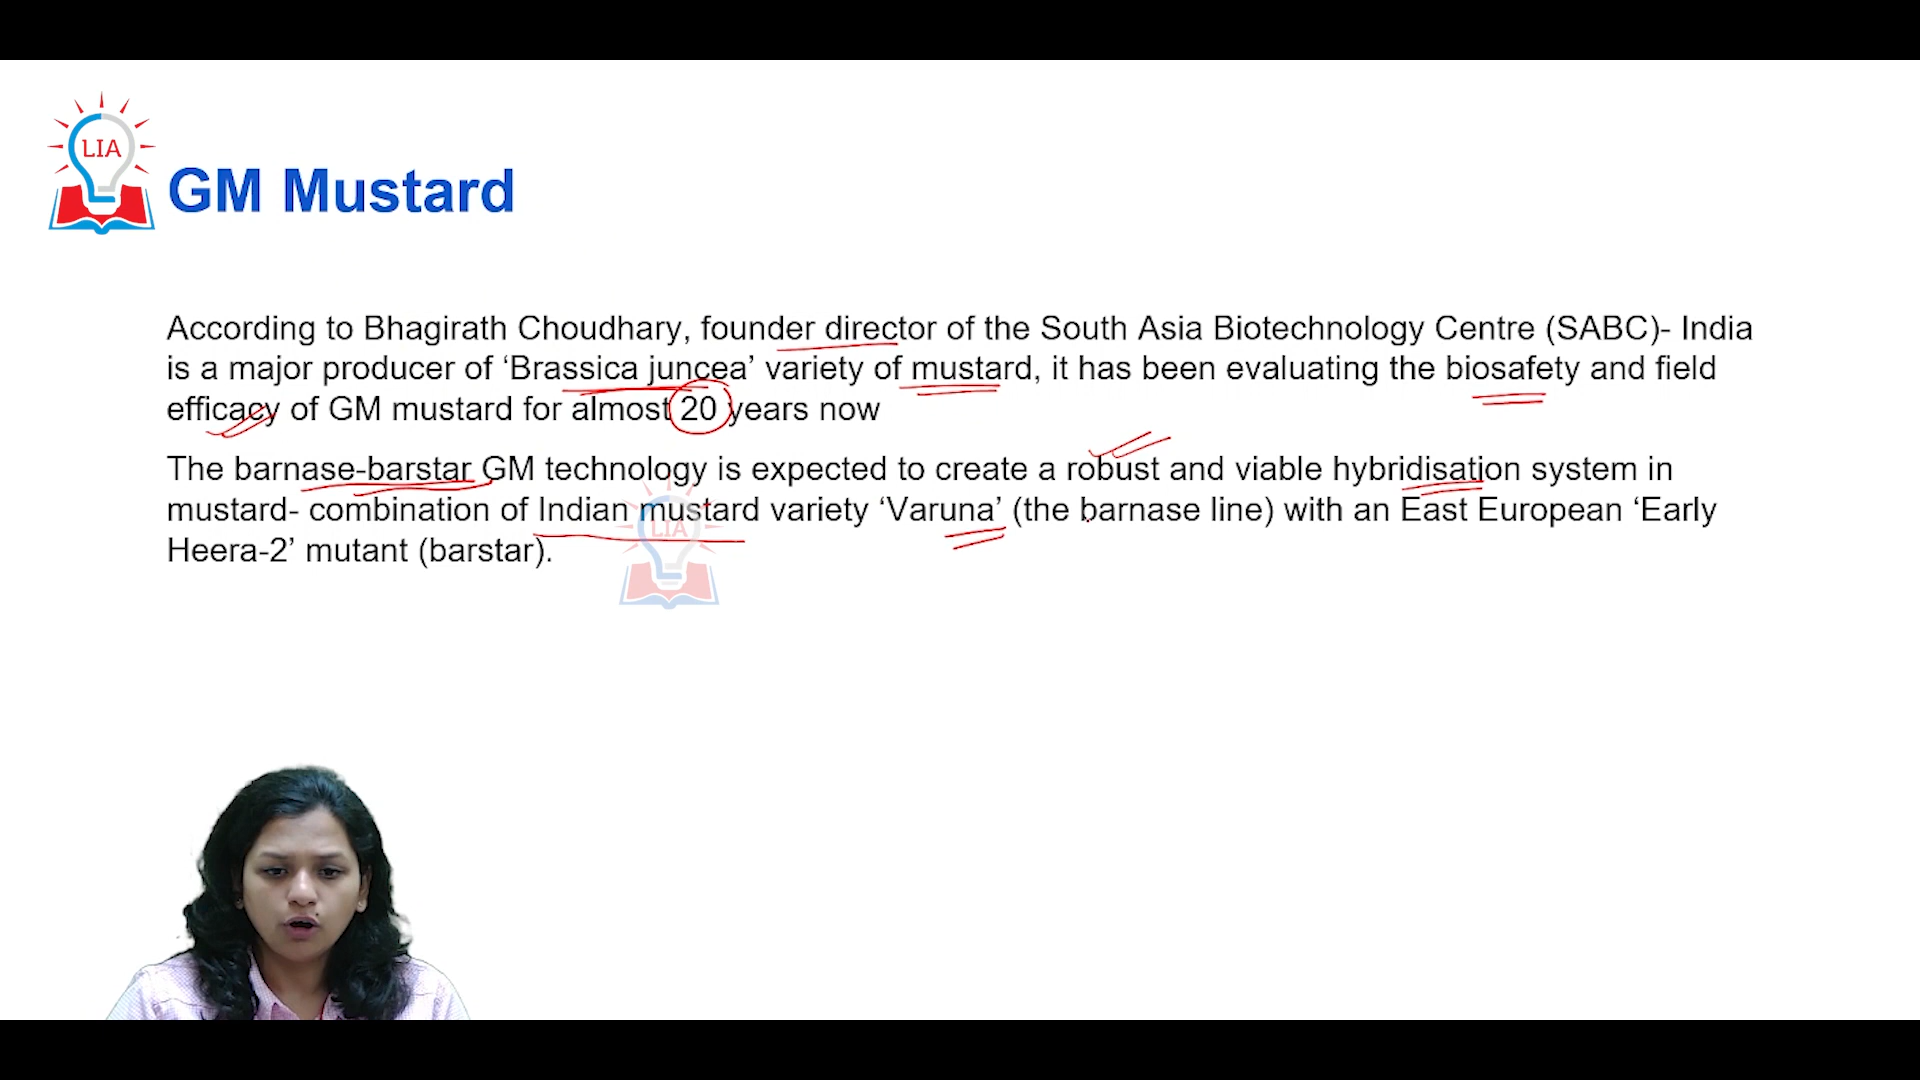 LIA
GM Mustard
According to Bhagirath Choudhary, founder director of the South Asia Biotechnology Centre (SABC)- India
is a major producer of ‘Brassica juncea’ variety of mustard, it has been evaluating the biosafety and field
efficacy of GM mustard for almost 20 years now
The barnase-barstar GM technology is expected to create a robust and viable hybridisation system in
mustard- combination of Indian mustard variety ‘Varuna’ (the barnase line) with an East European ‘Early
Heera-2’ mutant (barstar).
LIA